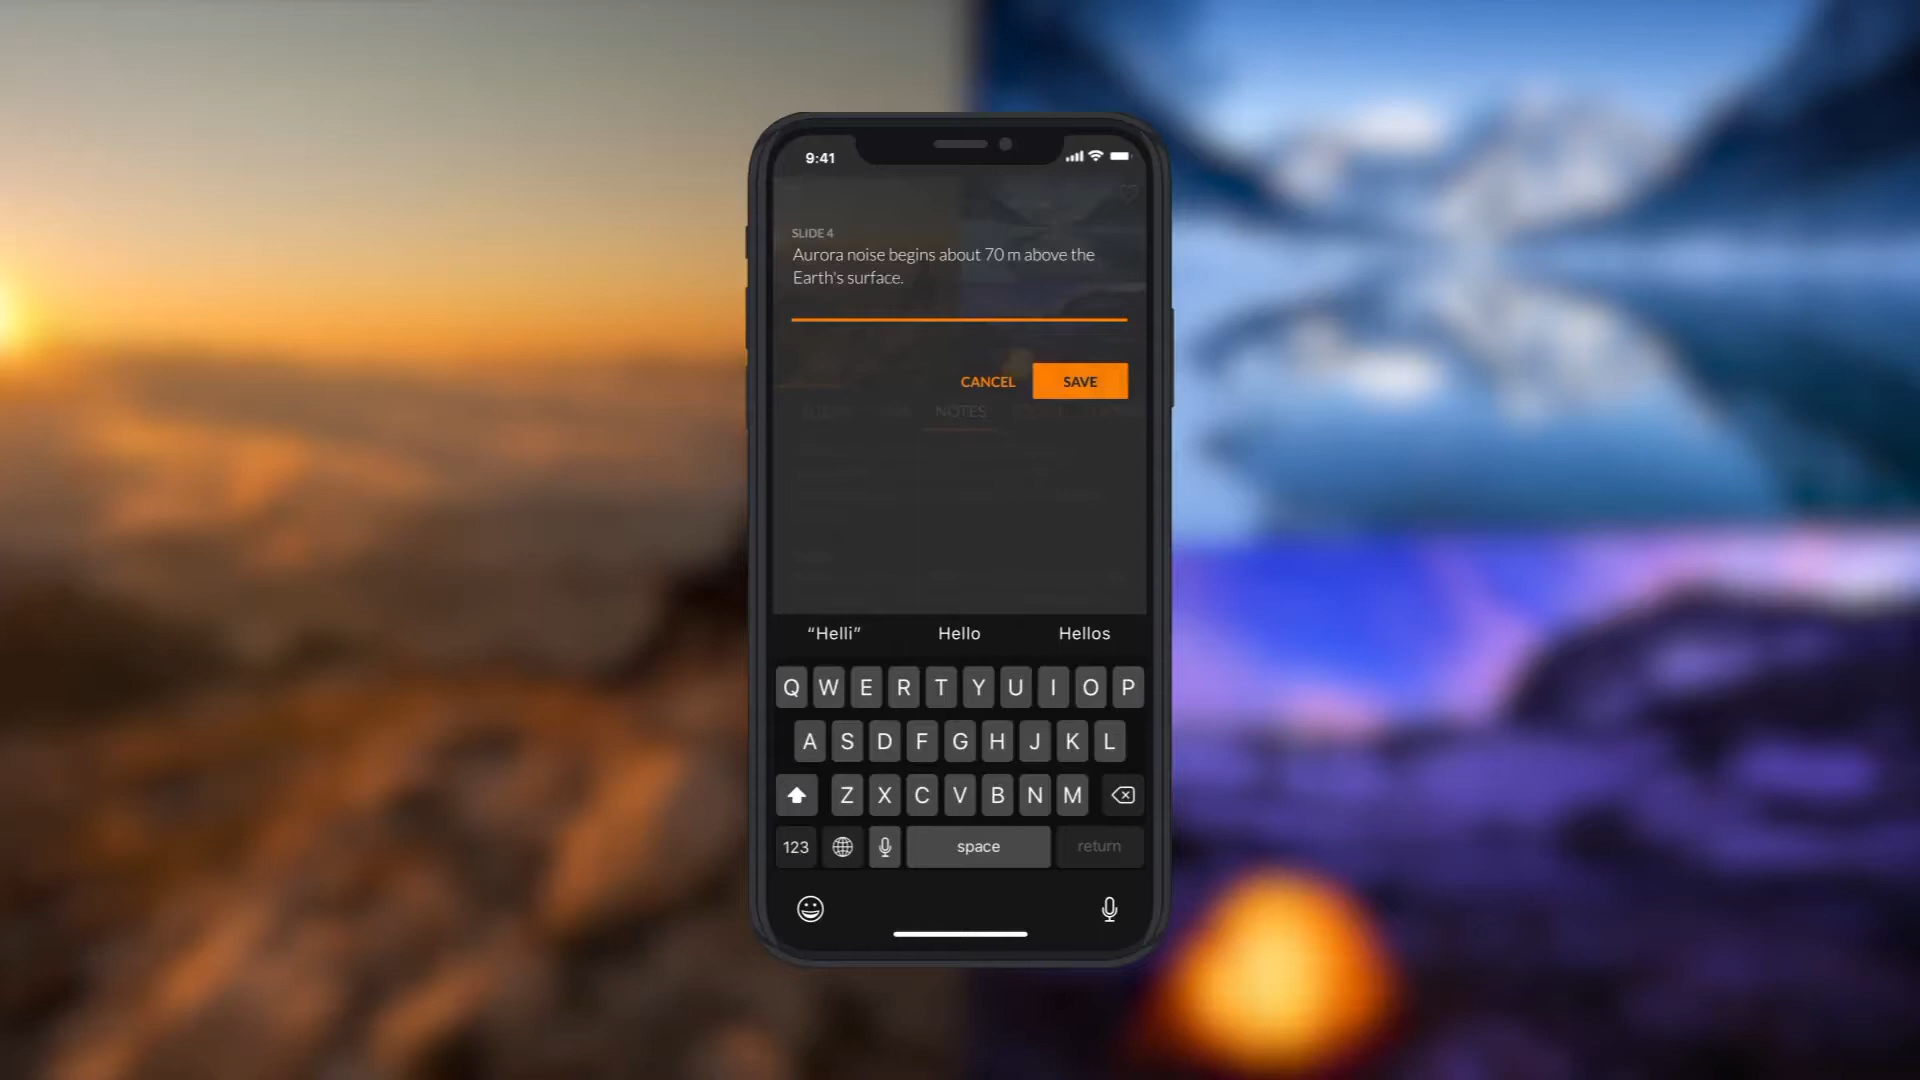 9:41
SLIDE 4
Aurora noise begins about 70 m above the
Earth's surface.
CANCEL SAVE
NOTES
“Helli” Hello Hellos
Q W E R T Y U I O P
A S D F G H J K L
Z X C V B N M
123 space return